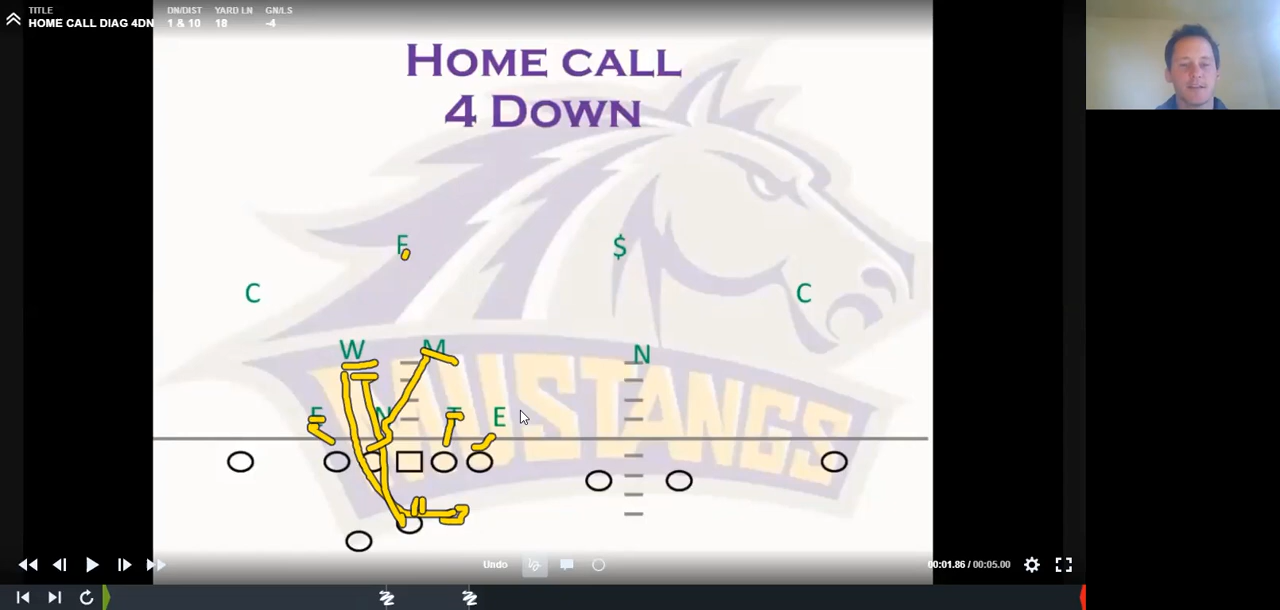 TITLE DN/DIST YARD LN GN/LS
HOME CALL DIAG 4DN 1 & 10 18 -4
HOME CALL
4 DOWN
F $
C C
W M N
E N T E
MUSTANGS
Undo 00:01.86 / 00:05.00